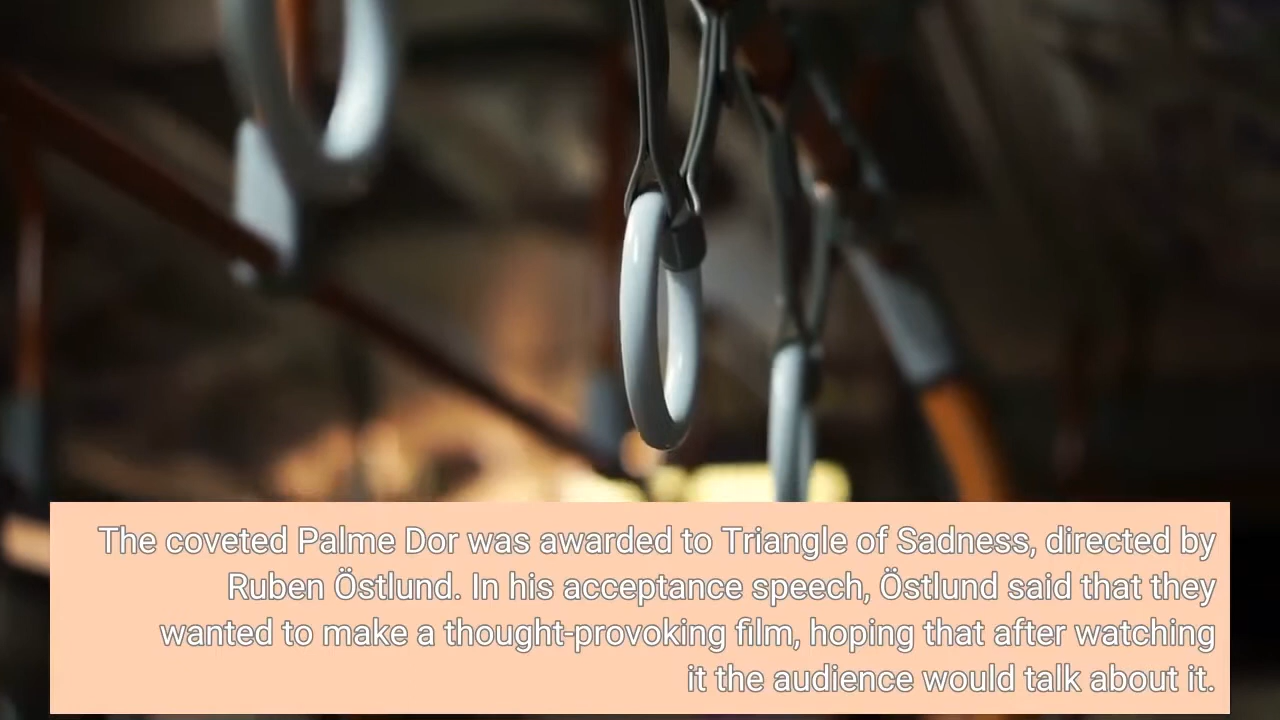 The coveted Palme Dor was awarded to Triangle of Sadness, directed by
Ruben Östlund. In his acceptance speech, Östlund said that they
wanted to make a thought-provoking film, hoping that after watching
it the audience would talk about it.